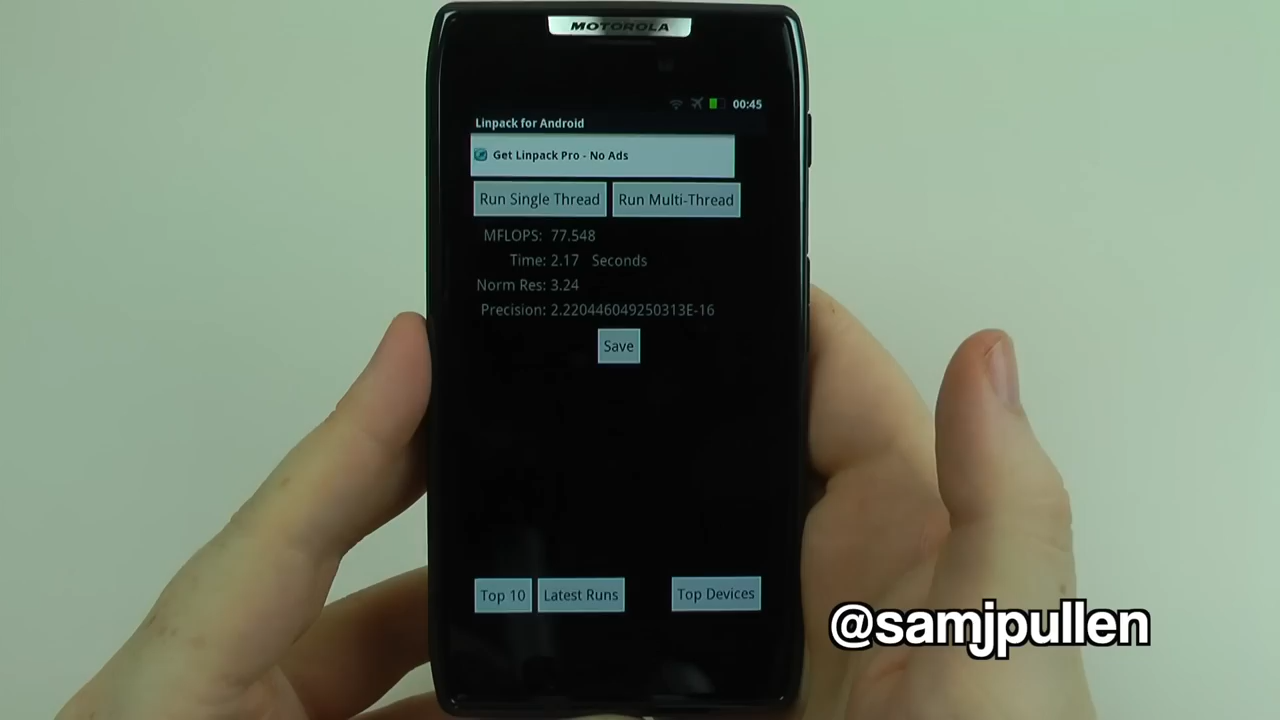 MOTOROLA
00:45
Linpack for Android
Get Linpack Pro - No Ads
Run Single Thread Run Multi-Thread
MFLOPS: 77.548
Time: 2.17 Seconds
Norm Res: 3.24
Precision: 2.220446049250313E-16
Save
Top 10 Latest Runs Top Devices
@samjpullen